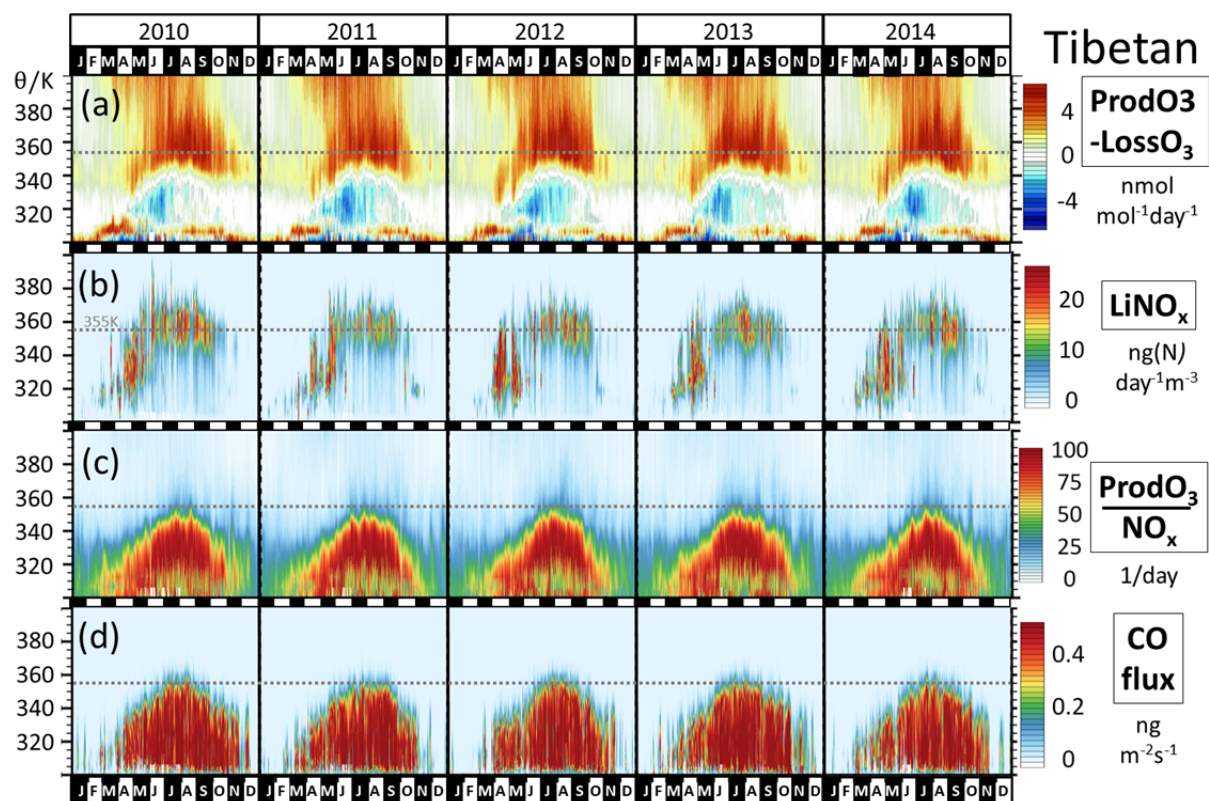 2010 2011 2012 2013 2014
J F M A M J J A S O N D J F M A M J J A S O N D J F M A M J J A S O N D J F M A M J J A S O N D J F M A M J J A S O N D
Tibetan
θ/K
380
360
340
320
(a)
4
0
-4
ProdO3
-LossO₃
nmol
mol⁻¹day⁻¹
380
360
340
320
(b)
355K
20
10
0
LiNOₓ
ng(N)
day⁻¹m⁻³
380
360
340
320
(c)
100
75
50
25
0
ProdO₃
NOₓ
1/day
380
360
340
320
(d)
0.4
0.2
0
CO
flux
ng
m⁻²s⁻¹
J F M A M J J A S O N D J F M A M J J A S O N D J F M A M J J A S O N D J F M A M J J A S O N D J F M A M J J A S O N D